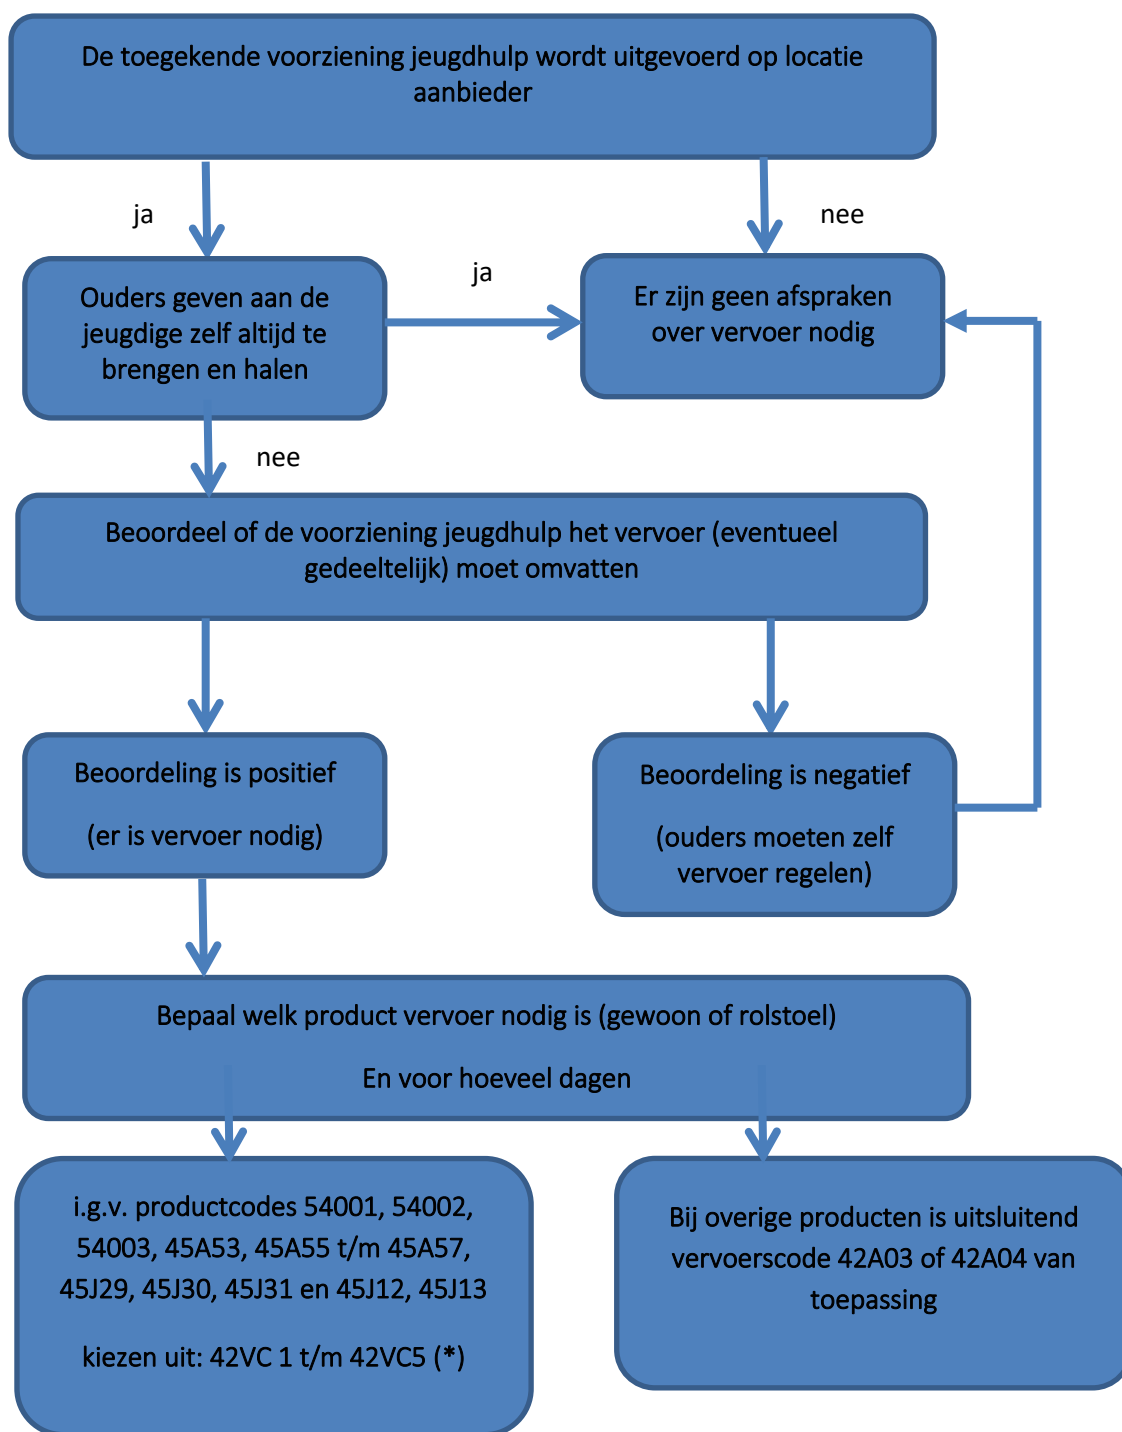 De toegekende voorziening jeugdhulp wordt uitgevoerd op locatie
aanbieder
ja
nee
Ouders geven aan de
jeugdige zelf altijd te
brengen en halen
ja
Er zijn geen afspraken
over vervoer nodig
nee
Beoordeel of de voorziening jeugdhulp het vervoer (eventueel
gedeeltelijk) moet omvatten
Beoordeling is positief
(er is vervoer nodig)
Beoordeling is negatief
(ouders moeten zelf
vervoer regelen)
Bepaal welk product vervoer nodig is (gewoon of rolstoel)
En voor hoeveel dagen
i.g.v. productcodes 54001, 54002,
54003, 45A53, 45A55 t/m 45A57,
45J29, 45J30, 45J31 en 45J12, 45J13
kiezen uit: 42VC 1 t/m 42VC5 (*)
Bij overige producten is uitsluitend
vervoerscode 42A03 of 42A04 van
toepassing